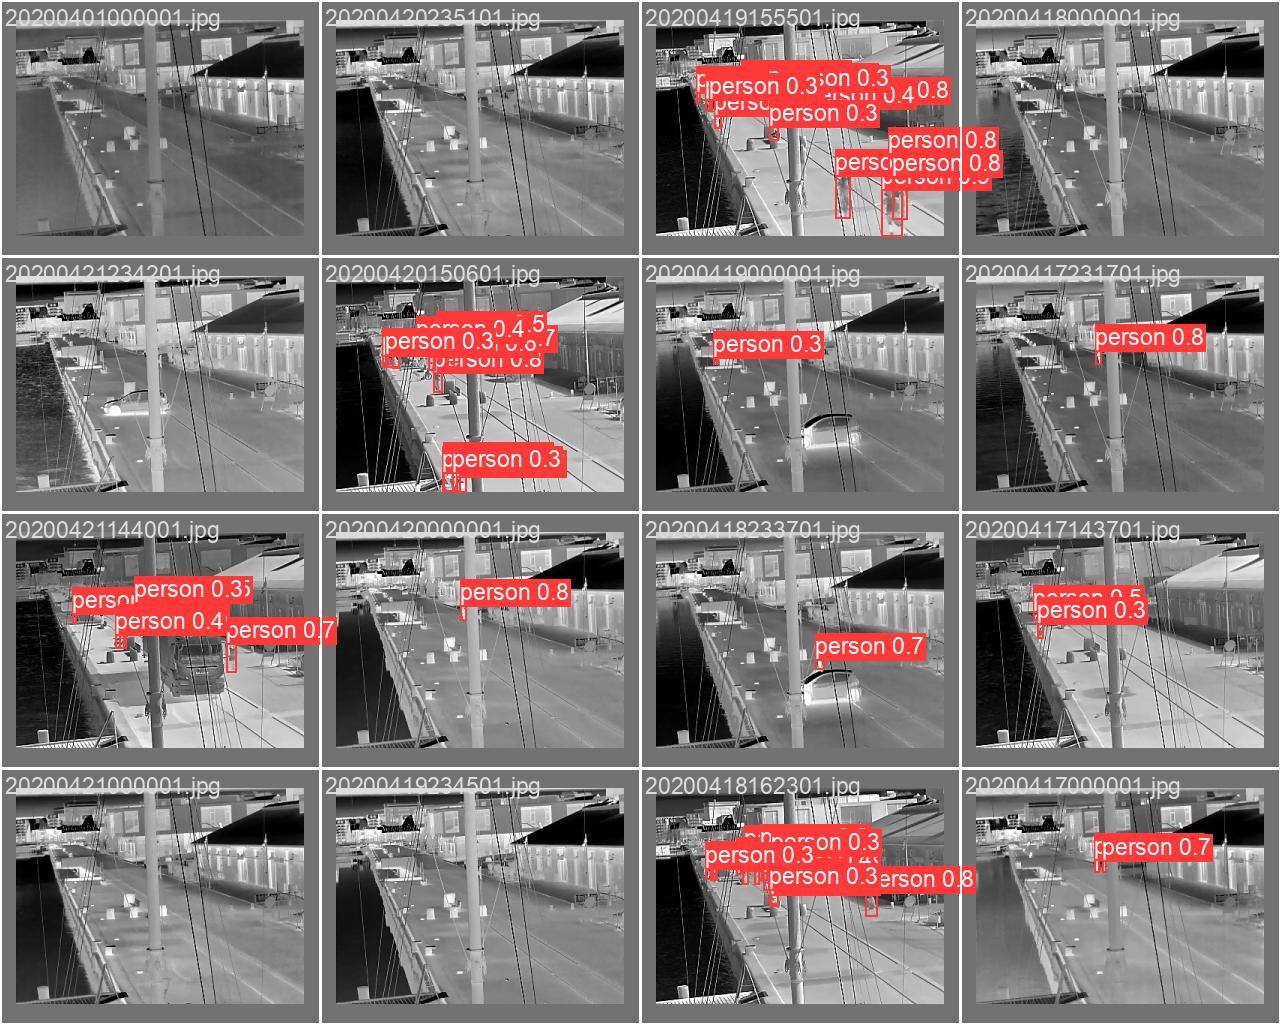 20200401000001.jpg
20200420235101.jpg
20200419155501.jpg
20200418000001.jpg
person 0.3
son 0.3
0.8
0.4
person 0.3
person 0.8
person 0.8
20200421234201.jpg
20200420150601.jpg
20200419000001.jpg
20200417231701.jpg
person 0.4
person 0.3
person 0.8
person 0.3
person 0.3
person 0.8
20200421144001.jpg
20200420000001.jpg
20200418233701.jpg
20200417143701.jpg
person 0.3
person 0.4
person 0.7
person 0.8
person 0.7
person 0.3
20200421000001.jpg
20200419234501.jpg
20200418162301.jpg
20200417000001.jpg
person 0.3
person 0.3
person 0.3
erson 0.8
person 0.7